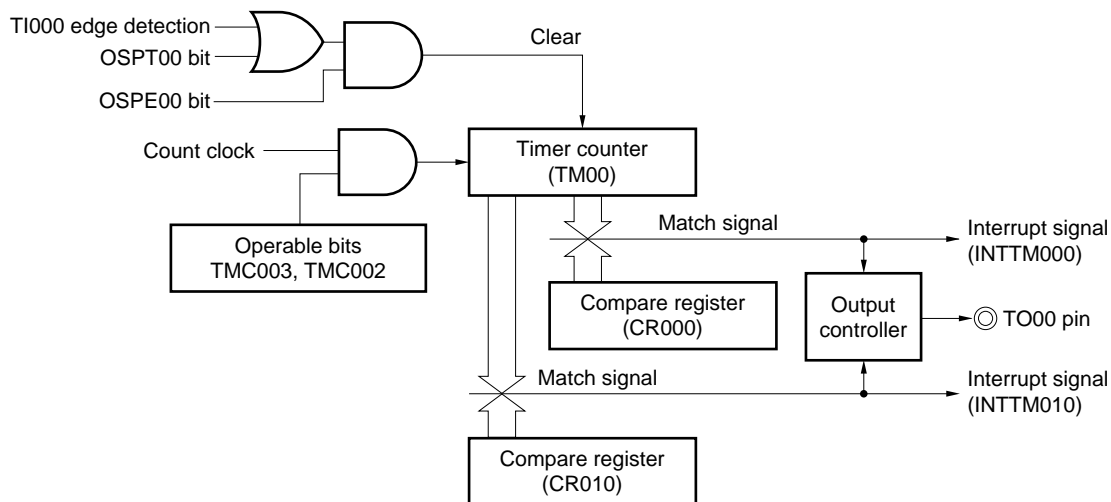 TI000 edge detection
OSPT00 bit
OSPE00 bit
Clear
Count clock
Timer counter
(TM00)
Operable bits
TMC003, TMC002
Match signal
Interrupt signal
(INTTM000)
Compare register
(CR000)
Output
controller
TO00 pin
Match signal
Interrupt signal
(INTTM010)
Compare register
(CR010)